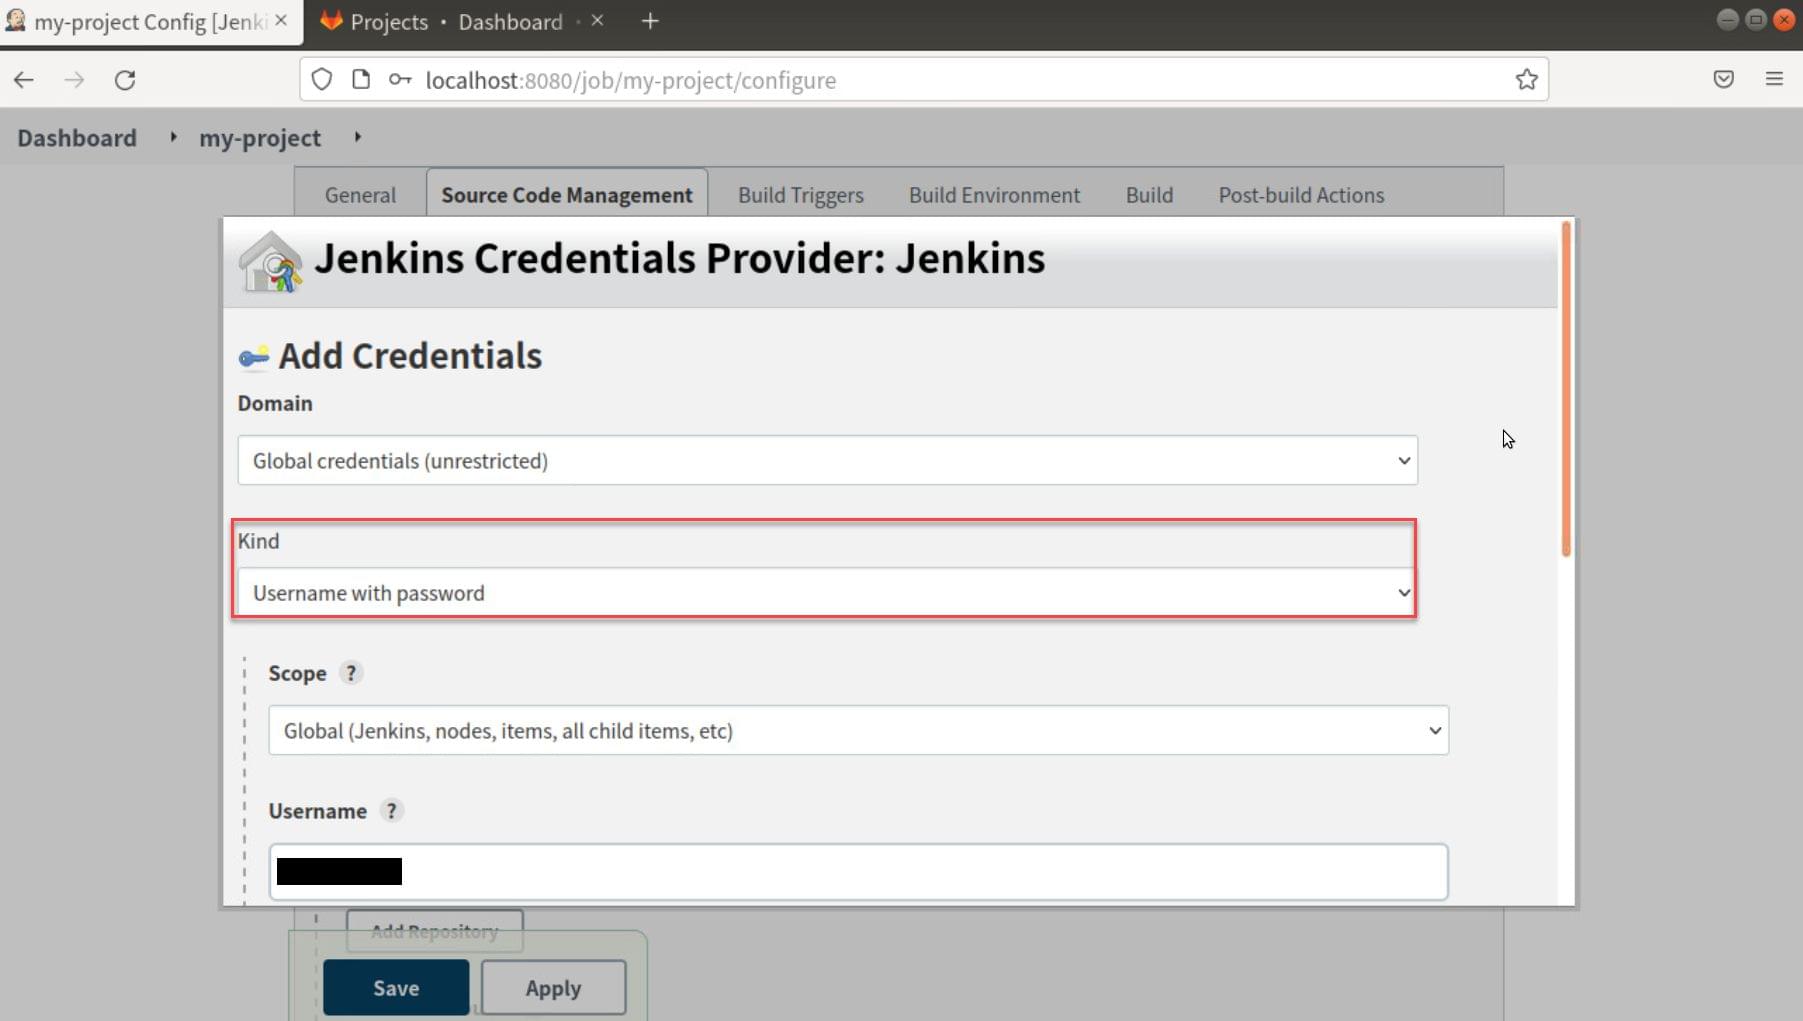 my-project Config [Jenki
Projects · Dashboard ·
localhost:8080/job/my-project/configure
Dashboard
my-project
General
Source Code Management
Build Triggers
Build Environment
Build
Post-build Actions
Jenkins Credentials Provider: Jenkins
Add Credentials
Domain
Global credentials (unrestricted)
Kind
Username with password
Scope ?
Global (Jenkins, nodes, items, all child items, etc)
Username ?
Add Repository
Save
Apply